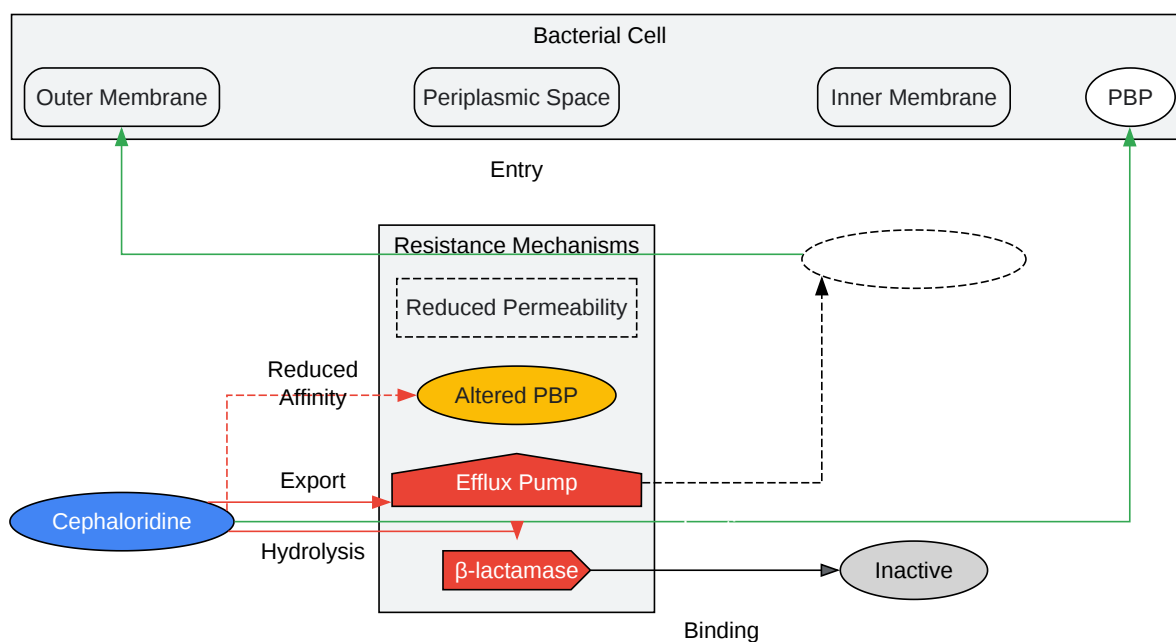 Bacterial Cell
Outer Membrane
Periplasmic Space
Inner Membrane
PBP
Entry
Resistance Mechanisms
Reduced Permeability
Reduced
Affinity
Altered PBP
Export
Efflux Pump
Cephaloridine
Hydrolysis
β-lactamase
Inactive
Binding